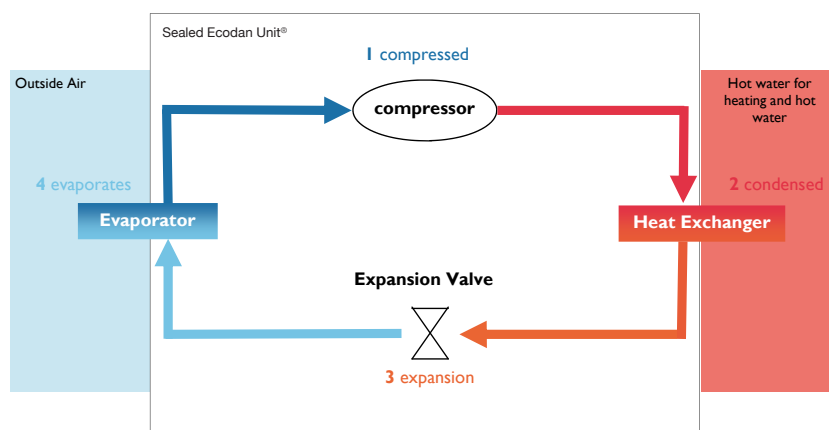 Sealed Ecodan Unit®
1 compressed
Outside Air
Hot water for
heating and hot
water
compressor
4 evaporates
2 condensed
Evaporator
Heat Exchanger
Expansion Valve
3 expansion